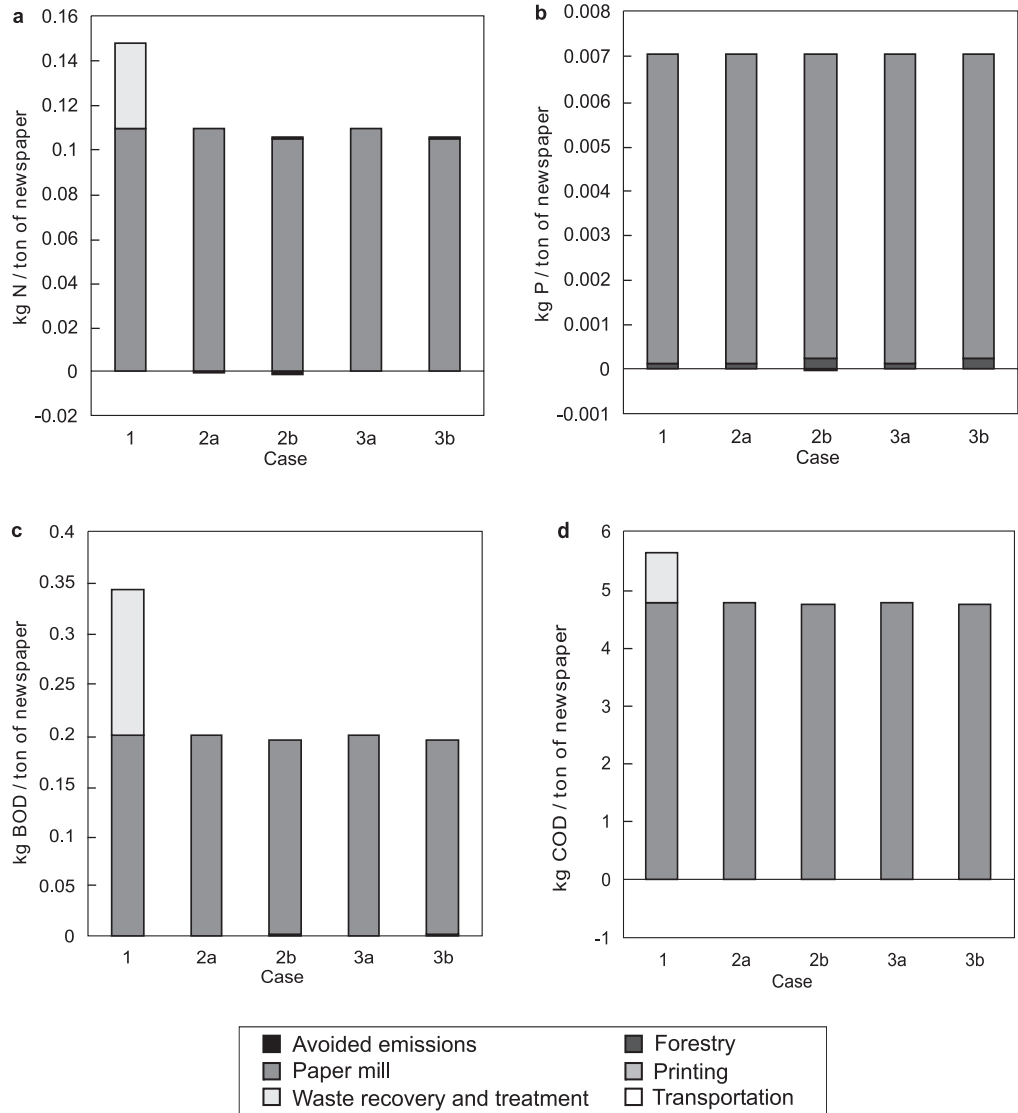 a
0.16
0.14
0.12
0.1
0.08
0.06
0.04
0.02
0
-0.02
kg N / ton of newspaper
1 2a 2b 3a 3b
Case
b
0.008
0.007
0.006
0.005
0.004
0.003
0.002
0.001
0
-0.001
kg P / ton of newspaper
1 2a 2b 3a 3b
Case
c
0.4
0.35
0.3
0.25
0.2
0.15
0.1
0.05
0
kg BOD / ton of newspaper
1 2a 2b 3a 3b
Case
d
6
5
4
3
2
1
0
-1
kg COD / ton of newspaper
1 2a 2b 3a 3b
Case
Avoided emissions
Paper mill
Waste recovery and treatment
Forestry
Printing
Transportation